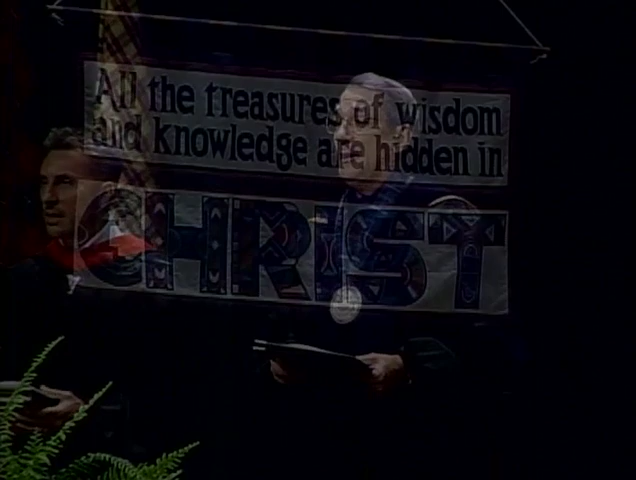 All the treasures of wisdom
and knowledge are hidden in
CHRIST